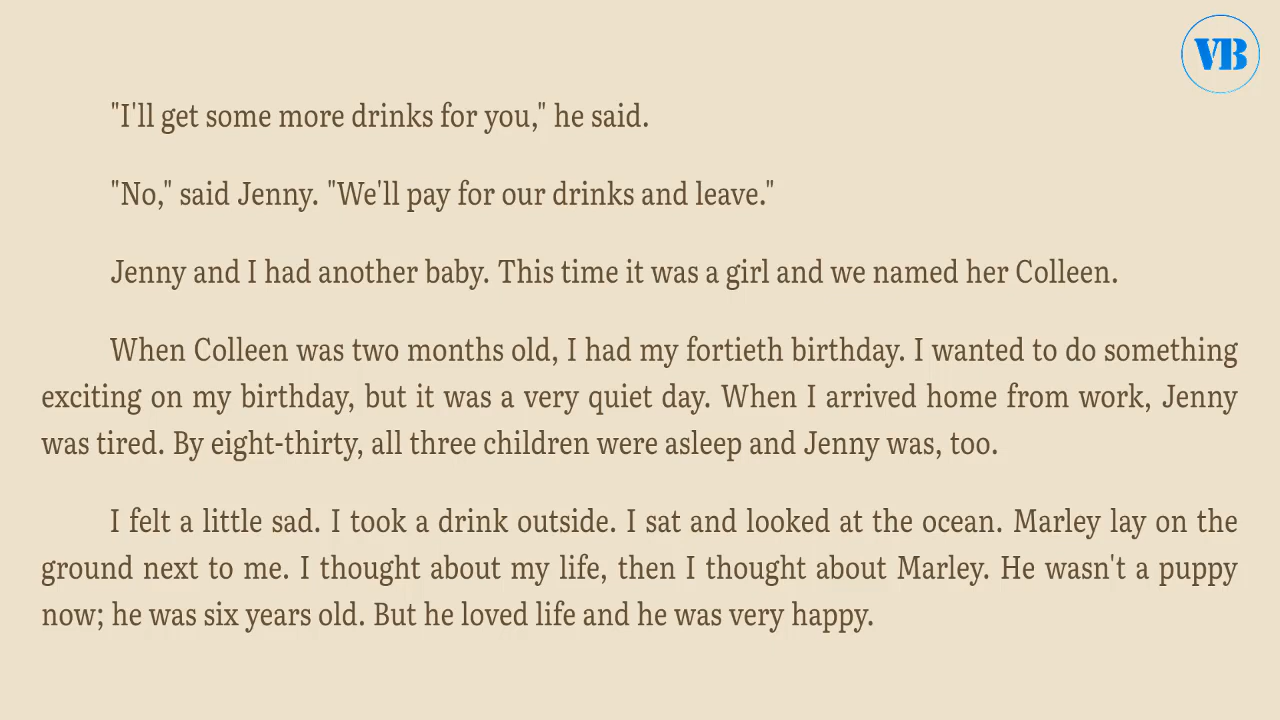 VB
"I'll get some more drinks for you," he said.
"No," said Jenny. "We'll pay for our drinks and leave."
Jenny and I had another baby. This time it was a girl and we named her Colleen.
When Colleen was two months old, I had my fortieth birthday. I wanted to do something
exciting on my birthday, but it was a very quiet day. When I arrived home from work, Jenny
was tired. By eight-thirty, all three children were asleep and Jenny was, too.
I felt a little sad. I took a drink outside. I sat and looked at the ocean. Marley lay on the
ground next to me. I thought about my life, then I thought about Marley. He wasn't a puppy
now; he was six years old. But he loved life and he was very happy.